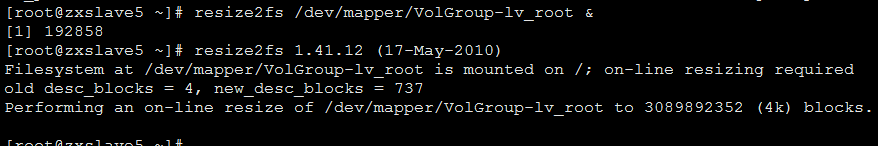 [root@zxslave5 ~]# resize2fs /dev/mapper/VolGroup-lv_root &
[1] 192858
[root@zxslave5 ~]# resize2fs 1.41.12 (17-May-2010)
Filesystem at /dev/mapper/VolGroup-lv_root is mounted on /; on-line resizing required
old desc_blocks = 4, new_desc_blocks = 737
Performing an on-line resize of /dev/mapper/VolGroup-lv_root to 3089892352 (4k) blocks.
[root@zxslave5 ~]#